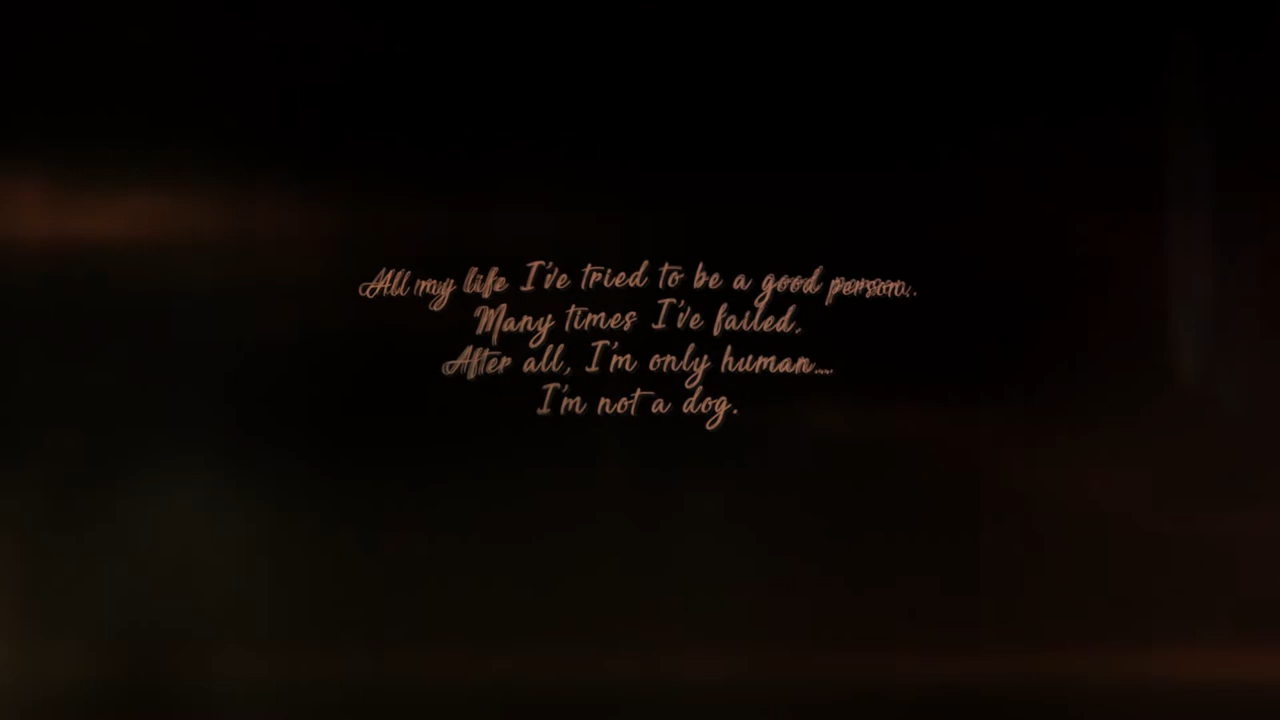 All my life I've tried to be a good person.
Many times I've failed.
After all, I'm only human...
I'm not a dog.